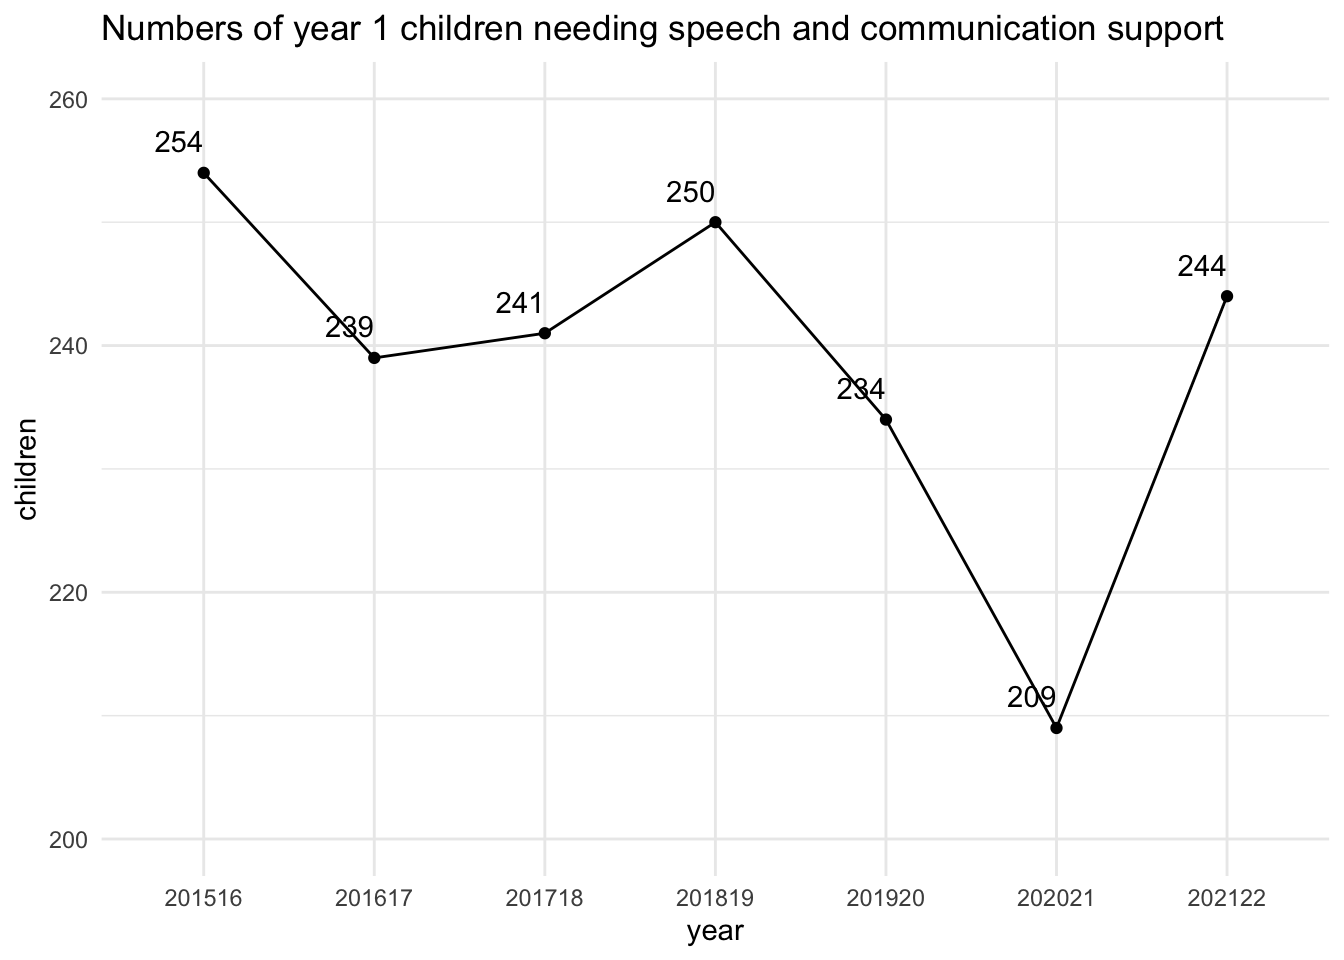 Numbers of year 1 children needing speech and communication support
260
254
250
244
241
239
240
234
children
220
209
200
201516 201617 201718 201819 201920 202021 202122
year